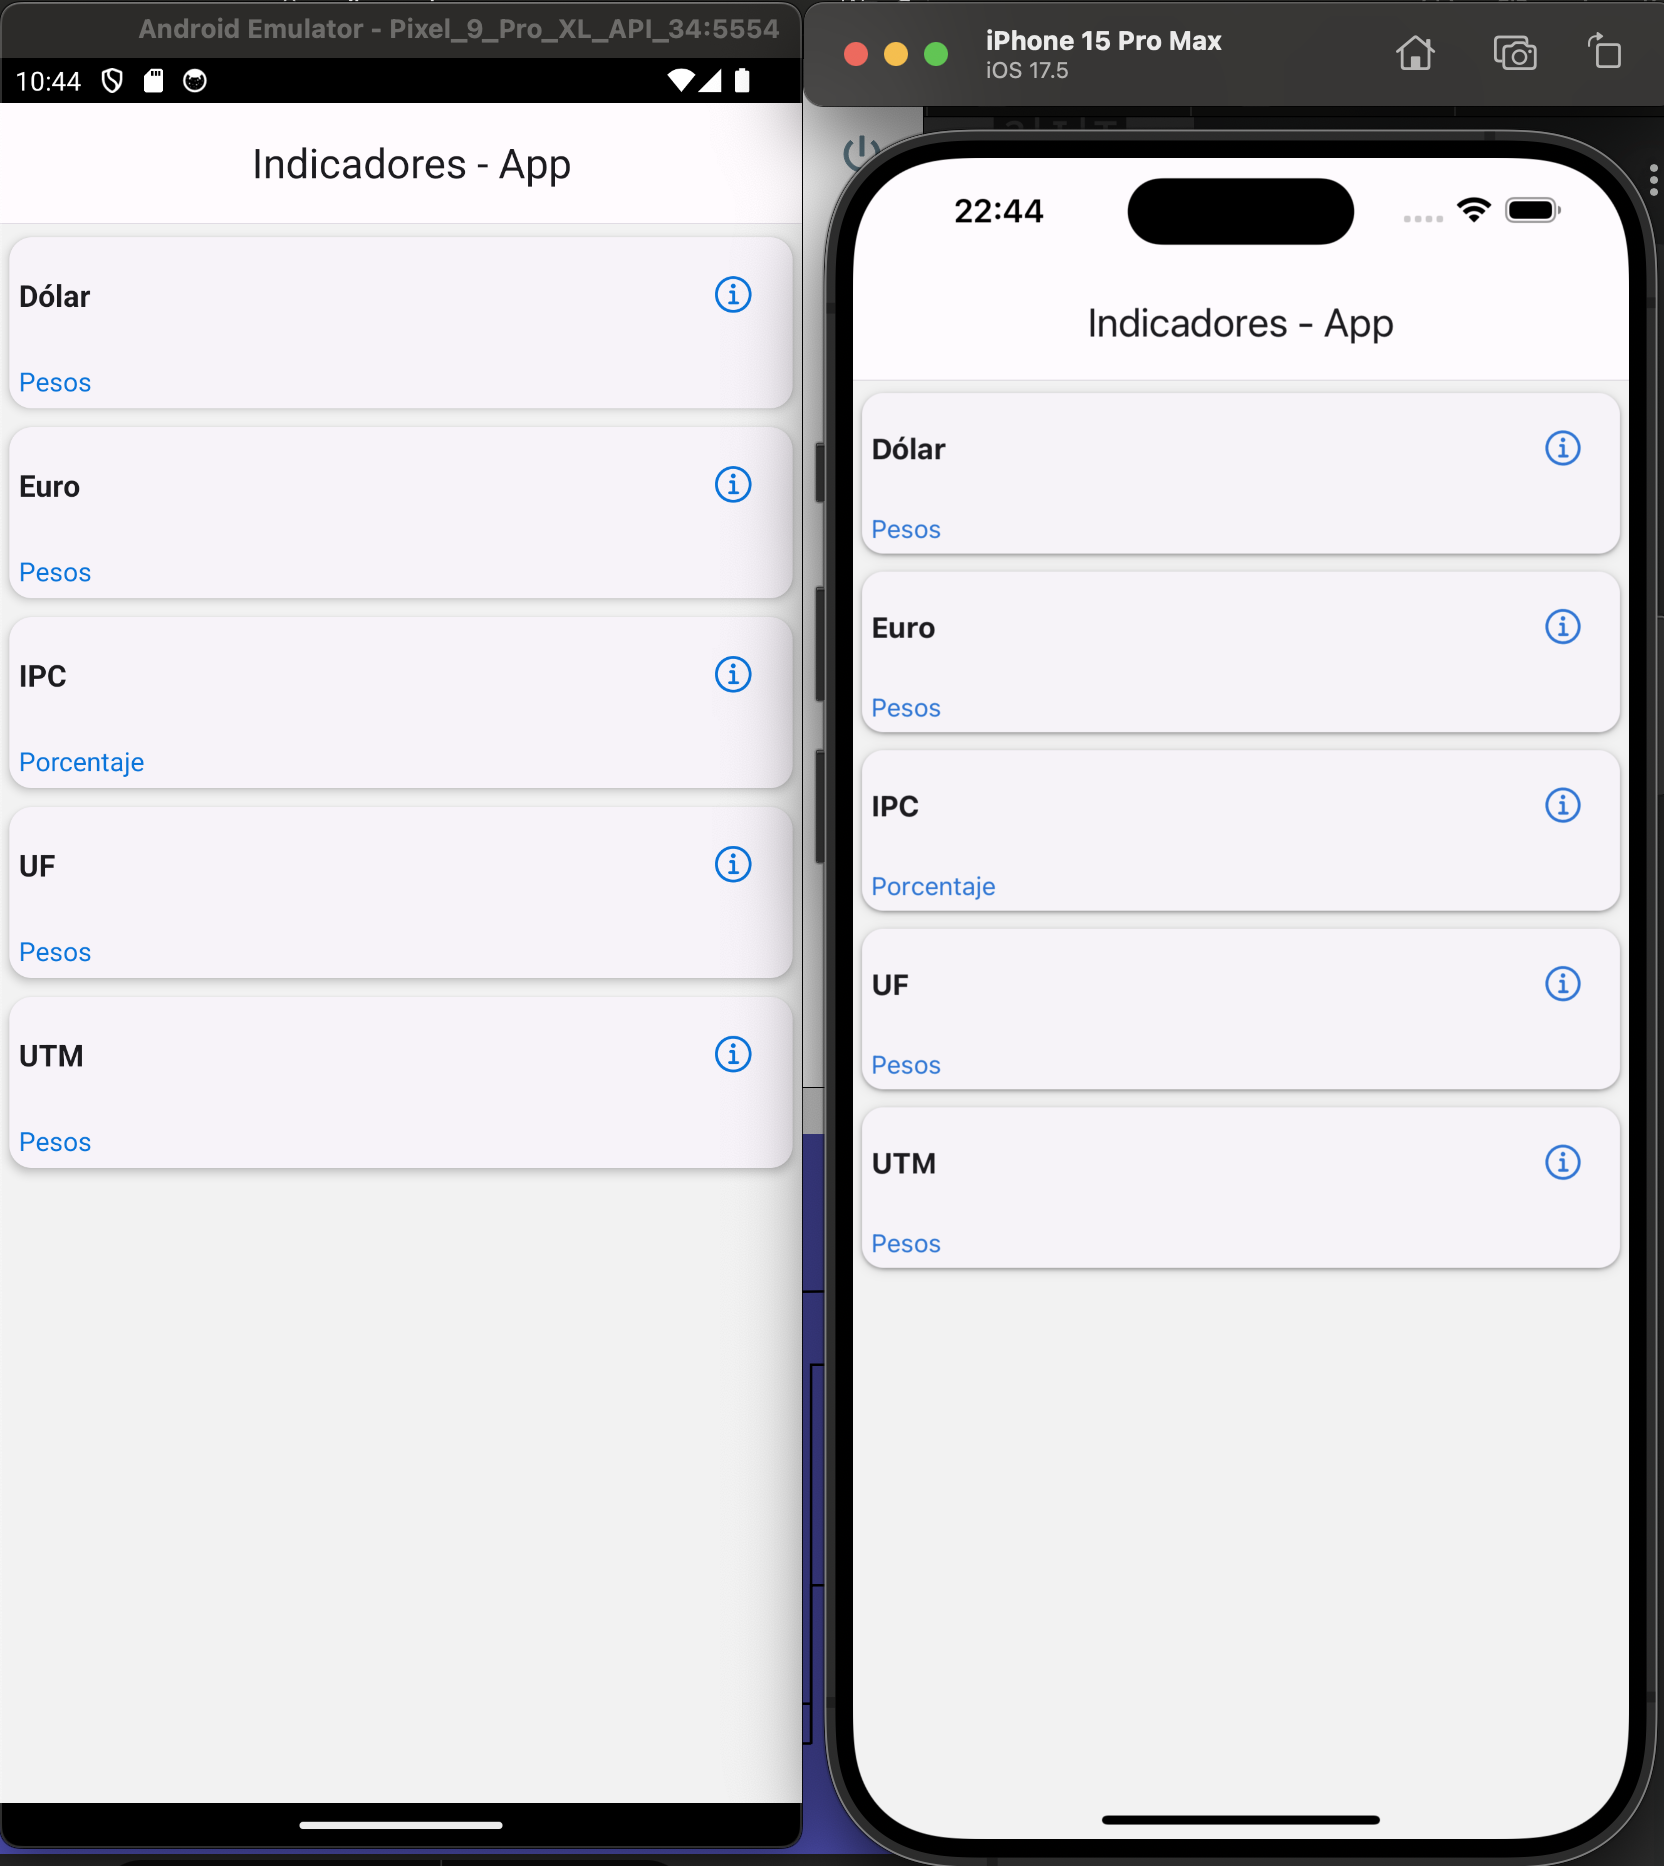 Android Emulator - Pixel_9_Pro_XL_API_34:5554
10:44
Indicadores - App
Dólar
Pesos
Euro
Pesos
IPC
Porcentaje
UF
Pesos
UTM
Pesos
iPhone 15 Pro Max
iOS 17.5
22:44
Indicadores - App
Dólar
Pesos
Euro
Pesos
IPC
Porcentaje
UF
Pesos
UTM
Pesos